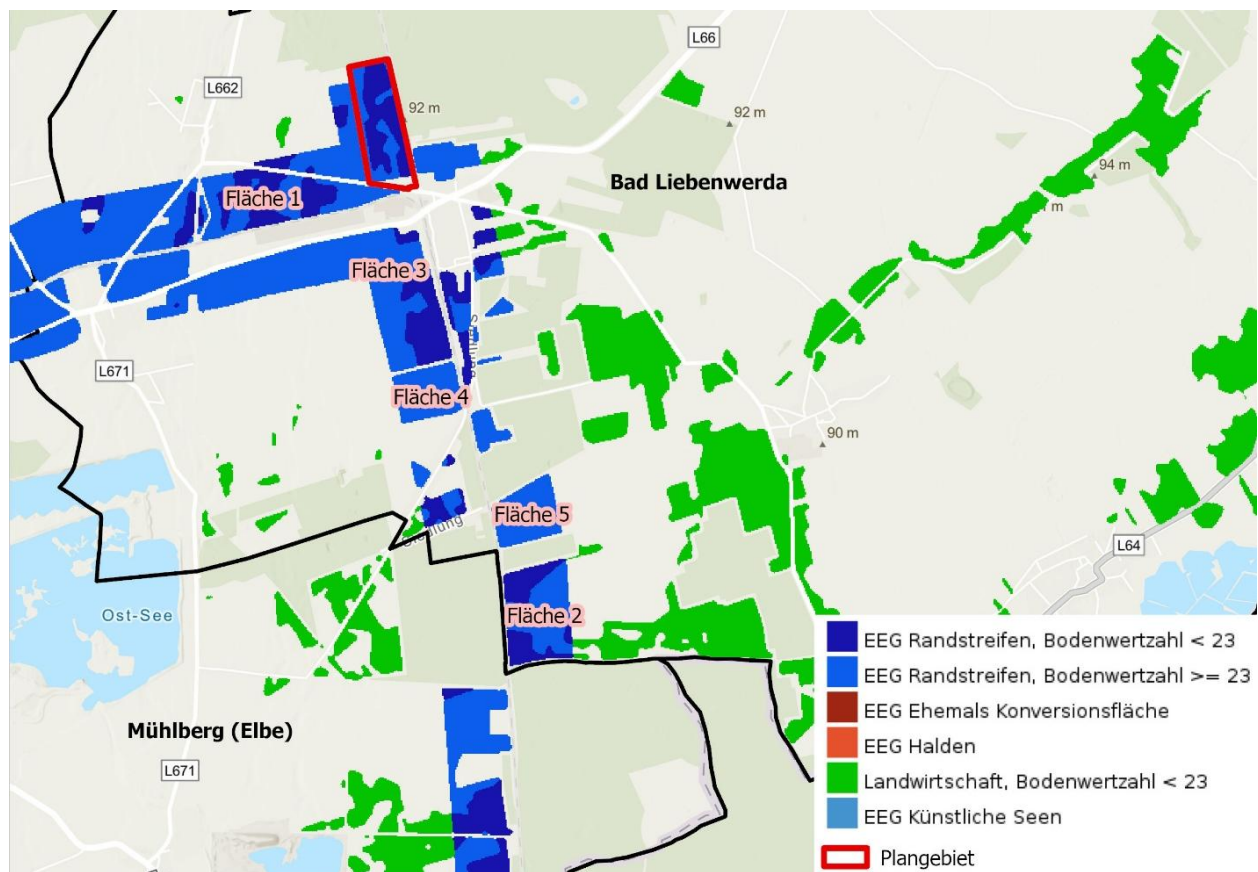 L66
L662
92 m
92 m
Bad Liebenwerda
94 m
Fläche 1
Fläche 3
L671
Fläche 4
90 m
Fläche 5
L64
Ost-See
Fläche 2
Mühlberg (Elbe)
L671
EEG Randstreifen, Bodenwertzahl < 23
EEG Randstreifen, Bodenwertzahl >= 23
EEG Ehemals Konversionsfläche
EEG Halden
Landwirtschaft, Bodenwertzahl < 23
EEG Künstliche Seen
Plangebiet